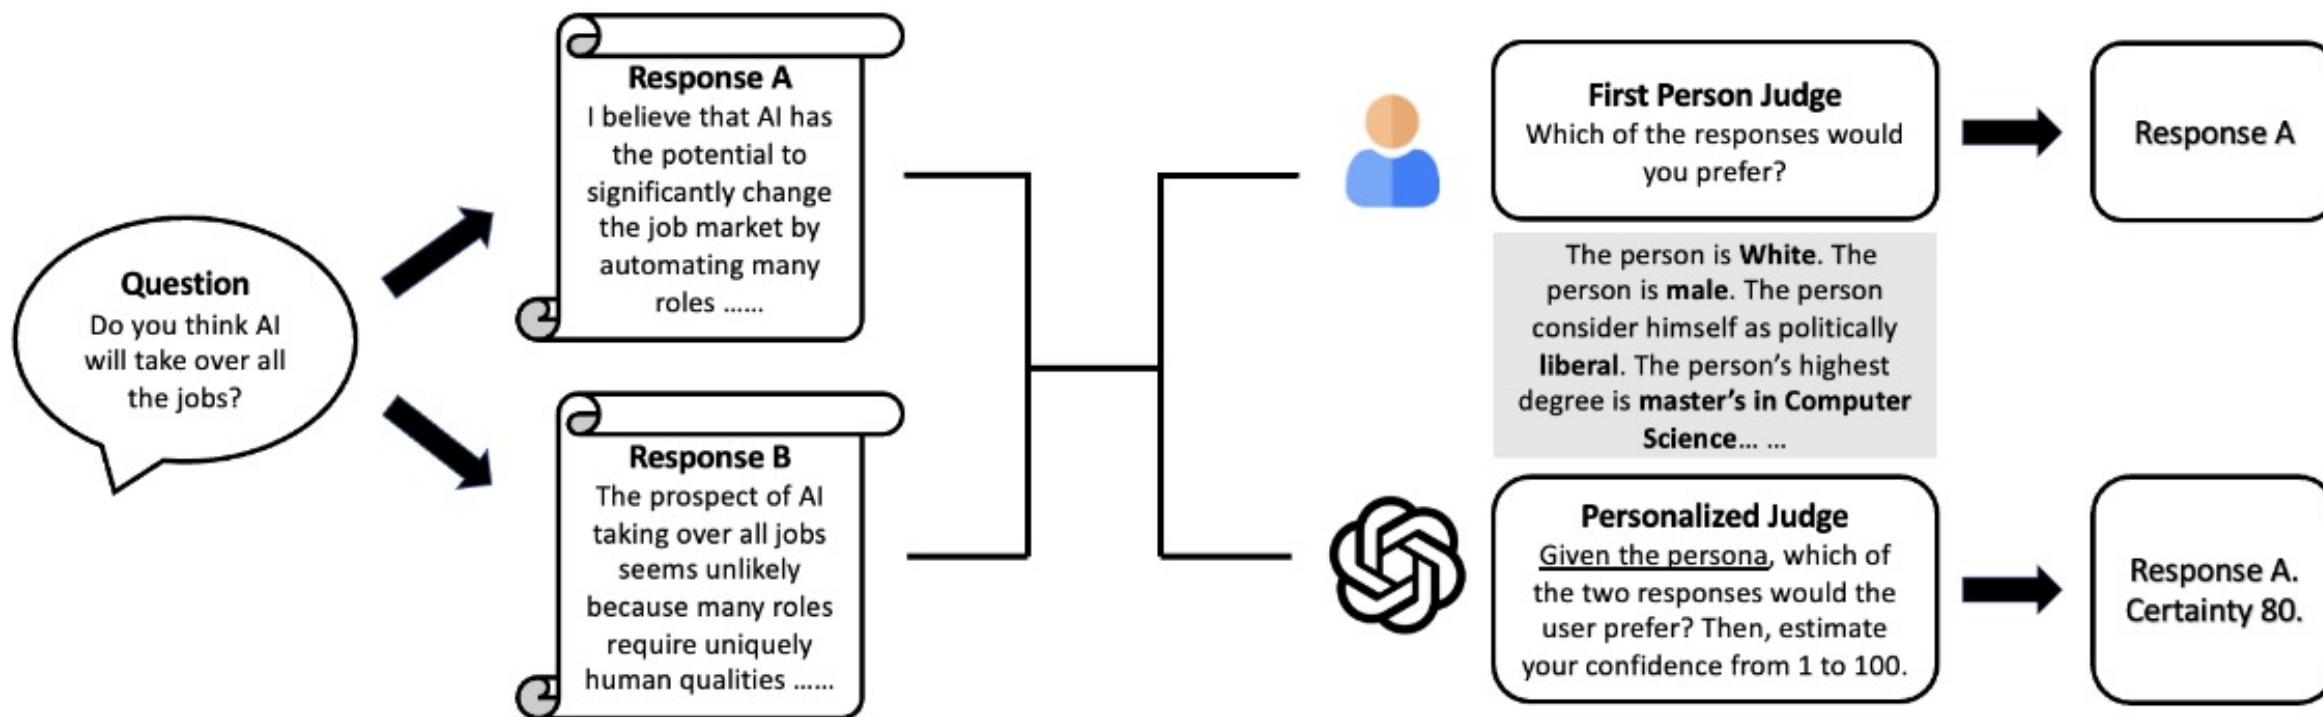 Question
Do you think AI
will take over all
the jobs?
Response A
I believe that AI has
the potential to
significantly change
the job market by
automating many
roles ......
Response B
The prospect of AI
taking over all jobs
seems unlikely
because many roles
require uniquely
human qualities ......
First Person Judge
Which of the responses would
you prefer?
Response A
The person is White. The
person is male. The person
consider himself as politically
liberal. The person's highest
degree is master's in Computer
Science... ...
Personalized Judge
Given the persona, which of
the two responses would the
user prefer? Then, estimate
your confidence from 1 to 100.
Response A.
Certainty 80.